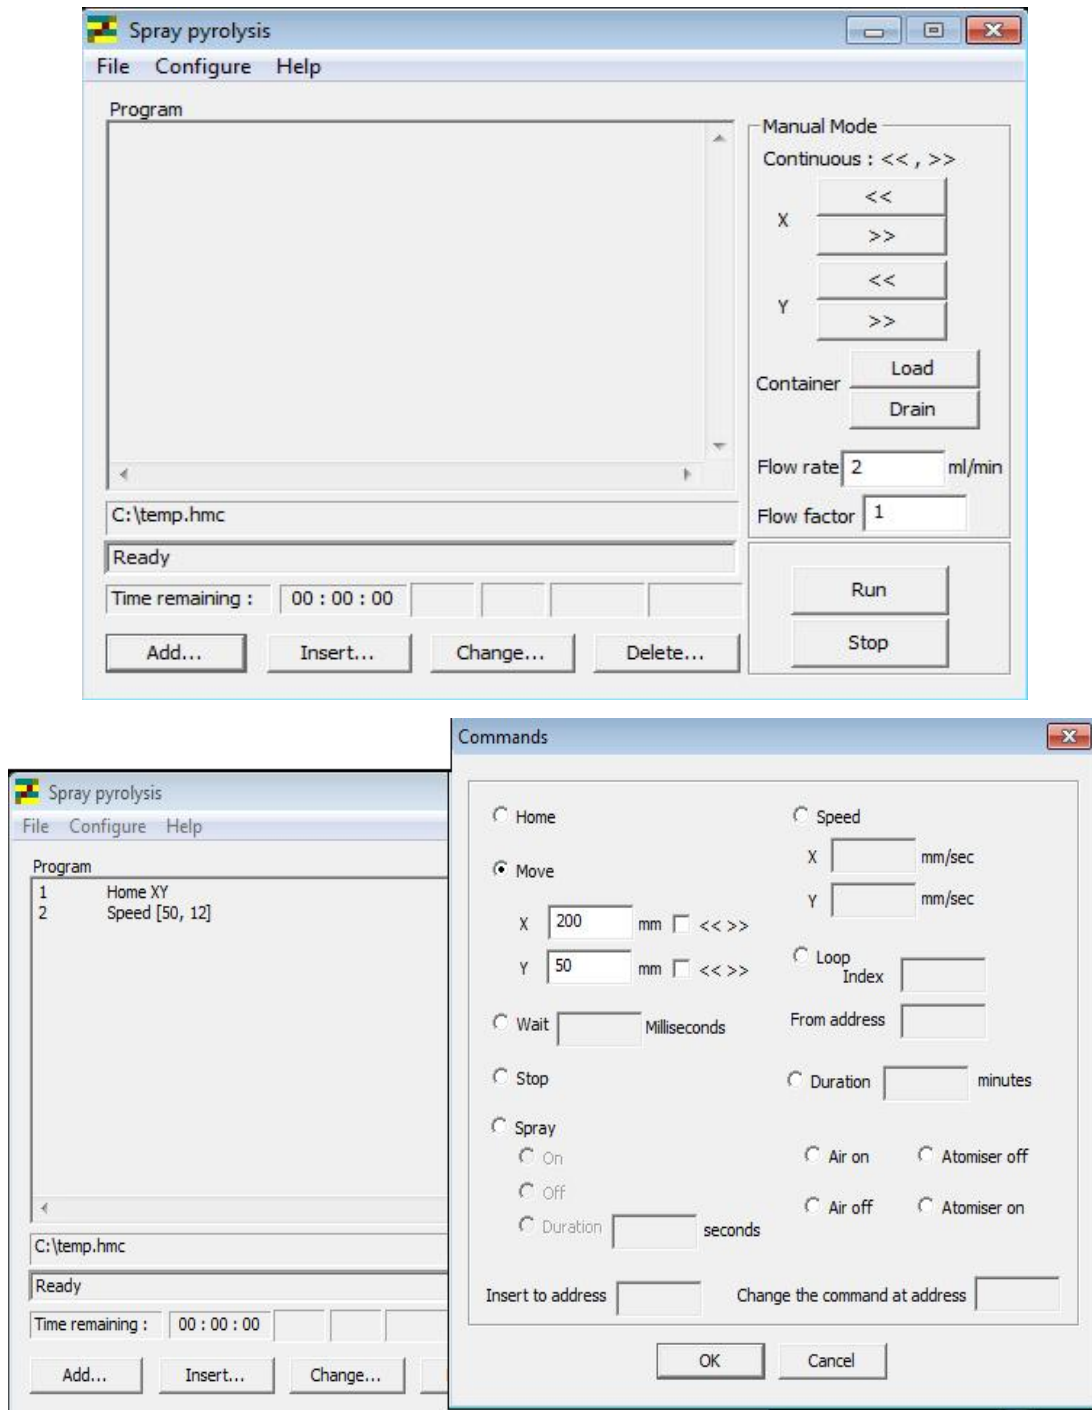 Spray pyrolysis
File Configure Help
Program
Manual Mode
Continuous : << , >>
X
<<
>>
Y
<<
>>
Container
Load
Drain
Flow rate 2 ml/min
Flow factor 1
C:\temp.hmc
Ready
Time remaining : 00 : 00 : 00
Run
Stop
Add... Insert... Change... Delete...
Spray pyrolysis
File Configure Help
Program
1 Home XY
2 Speed [50, 12]
C:\temp.hmc
Ready
Time remaining : 00 : 00 : 00
Add... Insert... Change...
Commands
Home
Move
X 200 mm << >>
Y 50 mm << >>
Wait Milliseconds
Stop
Spray
On
Off
Duration seconds
Speed
X mm/sec
Y mm/sec
Loop
Index
From address
Duration minutes
Air on Atomiser off
Air off Atomiser on
Insert to address Change the command at address
OK Cancel